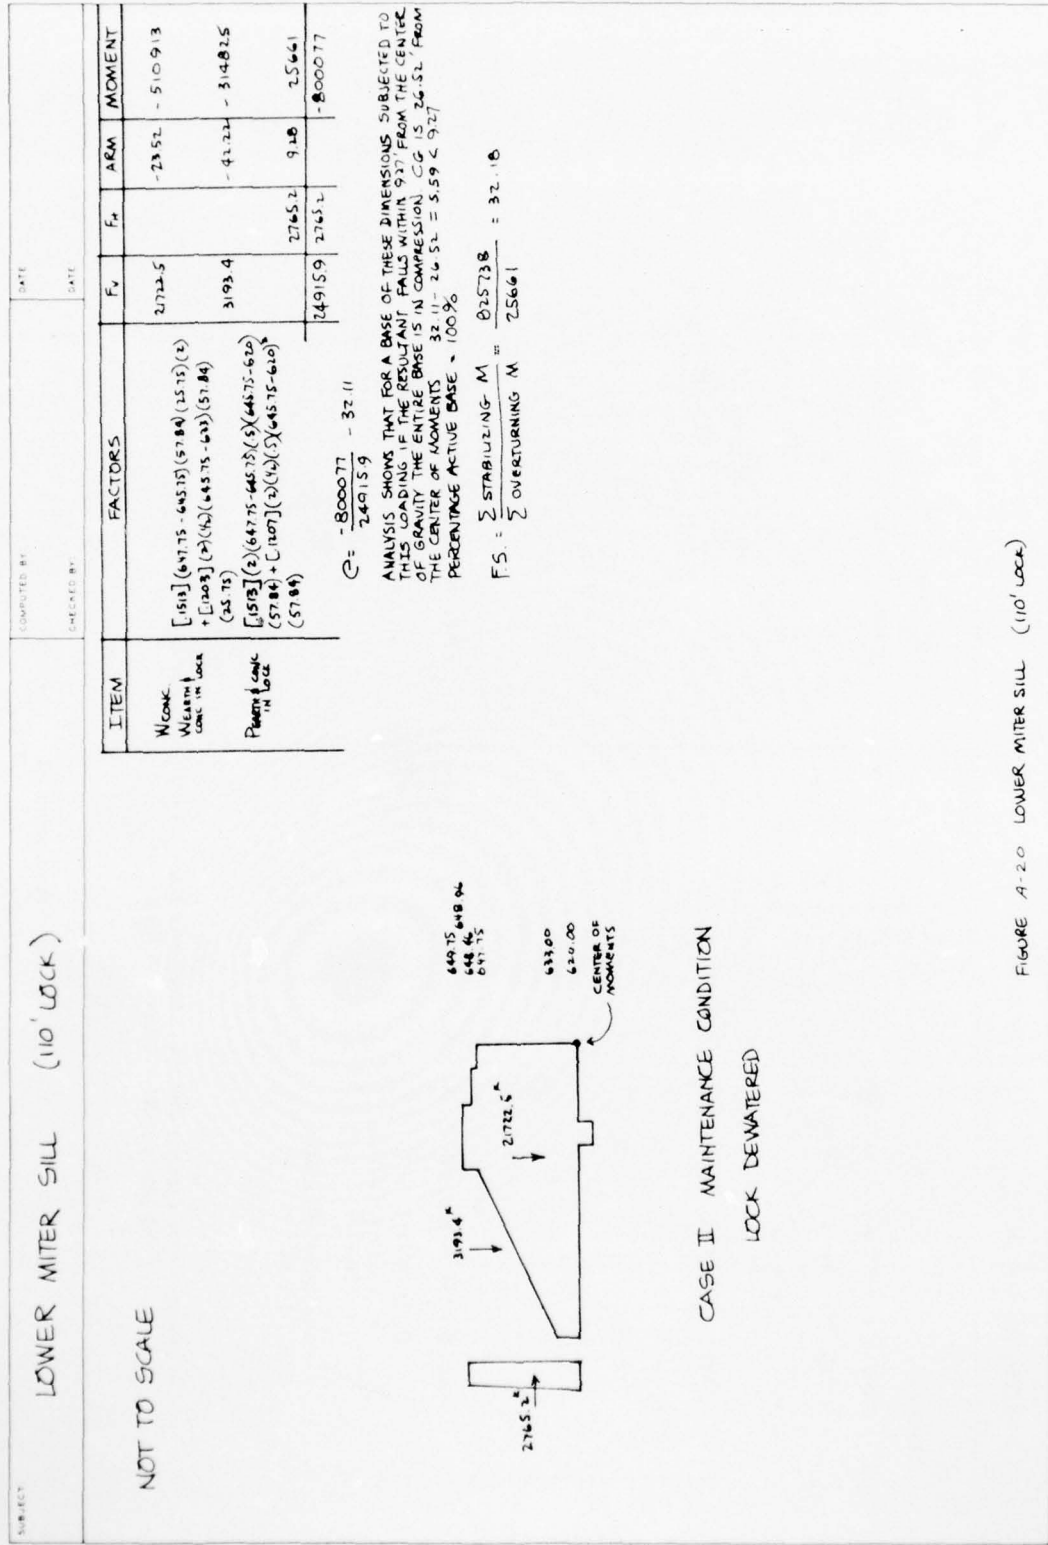 SUBJECT
LOWER MITER SILL (110' LOCK)
COMPUTED BY
DATE
CHECKED BY:
DATE:
NOT TO SCALE
ITEM FACTORS FV FH ARM MOMENT
WCONC. 21722.5 -23.52 -510913
WEARTH & CONC IN LOCK
[.1513](647.75-645.75)(57.84)(25.75)(2)
+[.1203](2)(½)(645.75-623)(57.84)
(25.75)
3193.4 -42.22 -314825
PEARTH & CONC IN LOCK
[.1513](2)(647.75-645.75)(.5)(645.75-620)
(57.84)+[.1207](2)(½)(.5)(645.75-620)²
(57.84)
2765.2 9.28 25661
24915.9 2765.2 -800077
e = -800077 / 24915.9 - 32.11
ANALYSIS SHOWS THAT FOR A BASE OF THESE DIMENSIONS SUBJECTED TO
THIS LOADING IF THE RESULTANT FALLS WITHIN 9.27' FROM THE CENTER
OF GRAVITY THE ENTIRE BASE IS IN COMPRESSION. CG IS 26.52' FROM
THE CENTER OF MOMENTS 32.11 - 26.52 = 5.59 < 9.27
PERCENTAGE ACTIVE BASE = 100%
F.S. = Σ STABILIZING M / Σ OVERTURNING M = 825738 / 25661 = 32.18
649.75
648.46 648.96
647.75
633.00
620.00
CENTER OF
MOMENTS
3193.4K
21722.5K
2765.2K
CASE II MAINTENANCE CONDITION
LOCK DEWATERED
FIGURE A-20 LOWER MITER SILL (110' LOCK)